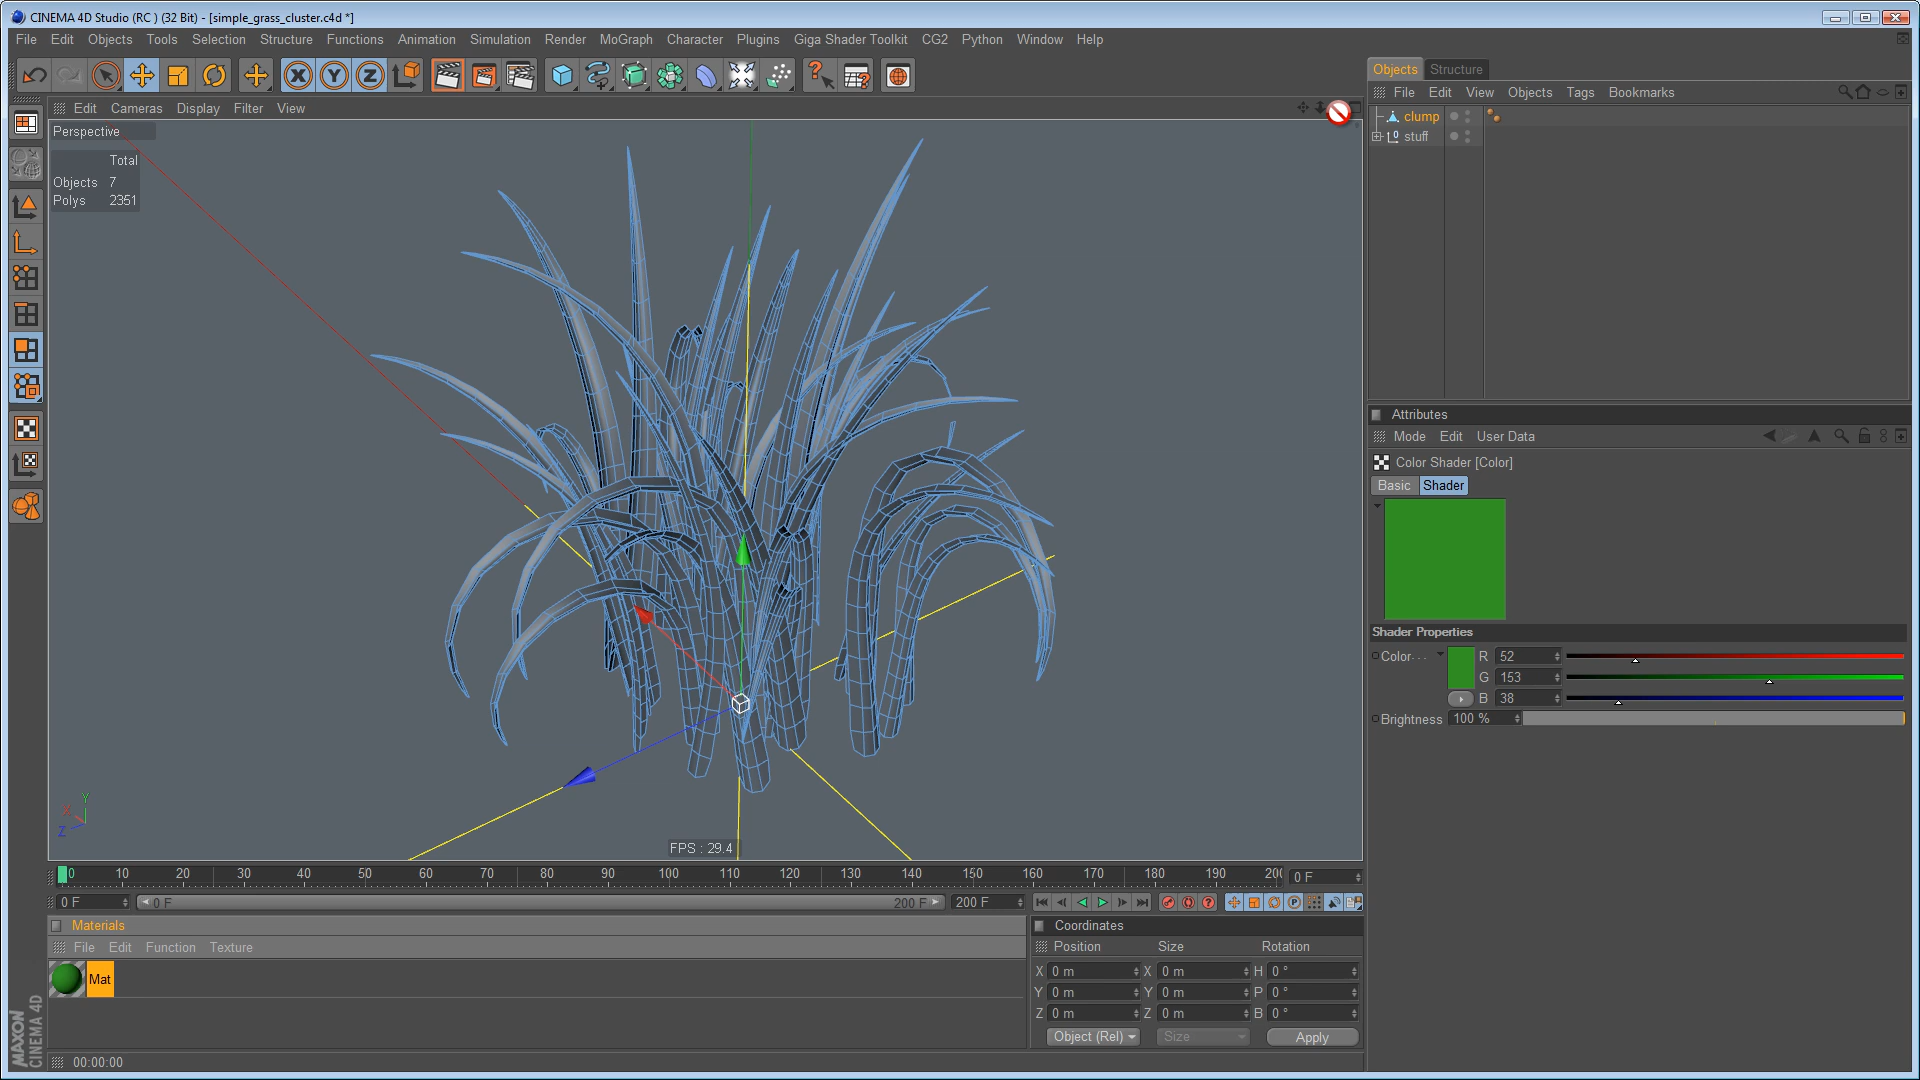 CINEMA 4D Studio (RC ) (32 Bit) - [simple_grass_cluster.c4d *]
File Edit Objects Tools Selection Structure Functions Animation Simulation Render MoGraph Character Plugins Giga Shader Toolkit CG2 Python Window Help
X Y Z
Objects Structure
File Edit View Objects Tags Bookmarks
clump
stuff
Edit Cameras Display Filter View
Perspective
Total
Objects 7
Polys 2351
Y
X
Z
FPS : 29.4
Attributes
Mode Edit User Data
Color Shader [Color]
Basic Shader
Shader Properties
Color. . . R 52
G 153
B 38
Brightness 100 %
0 10 20 30 40 50 60 70 80 90 100 110 120 130 140 150 160 170 180 190 200 0 F
0 F 0 F 200 F 200 F
Materials
File Edit Function Texture
Mat
Coordinates
Position Size Rotation
X 0 m X 0 m H 0 °
Y 0 m Y 0 m P 0 °
Z 0 m Z 0 m B 0 °
Object (Rel) Size Apply
MAXON
CINEMA 4D
00:00:00